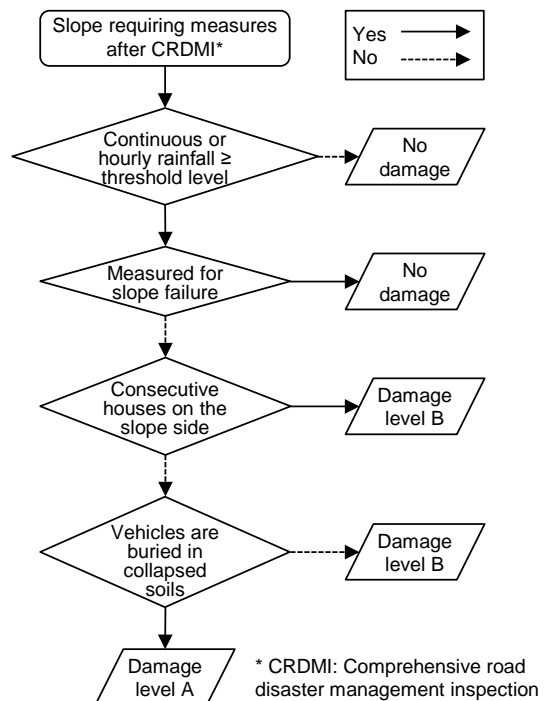 Slope requiring measures
after CRDMI*
Yes
No
Continuous or
hourly rainfall ≥
threshold level
No
damage
Measured for
slope failure
No
damage
Consecutive
houses on the
slope side
Damage
level B
Vehicles are
buried in
collapsed
soils
Damage
level B
Damage
level A
* CRDMI: Comprehensive road
disaster management inspection